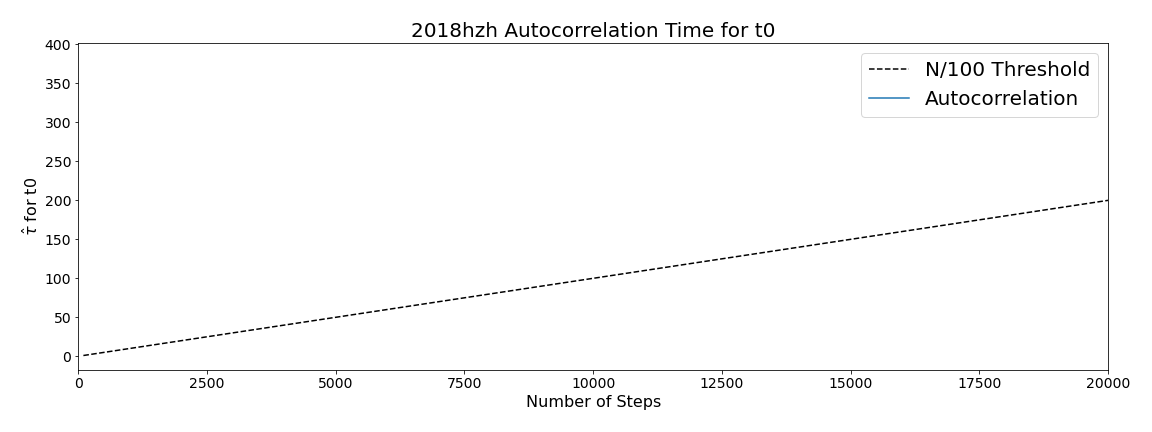 2018hzh Autocorrelation Time for t0
400
350
300
250
200
150
100
50
0
τ̂ for t0
N/100 Threshold
Autocorrelation
0 2500 5000 7500 10000 12500 15000 17500 20000
Number of Steps